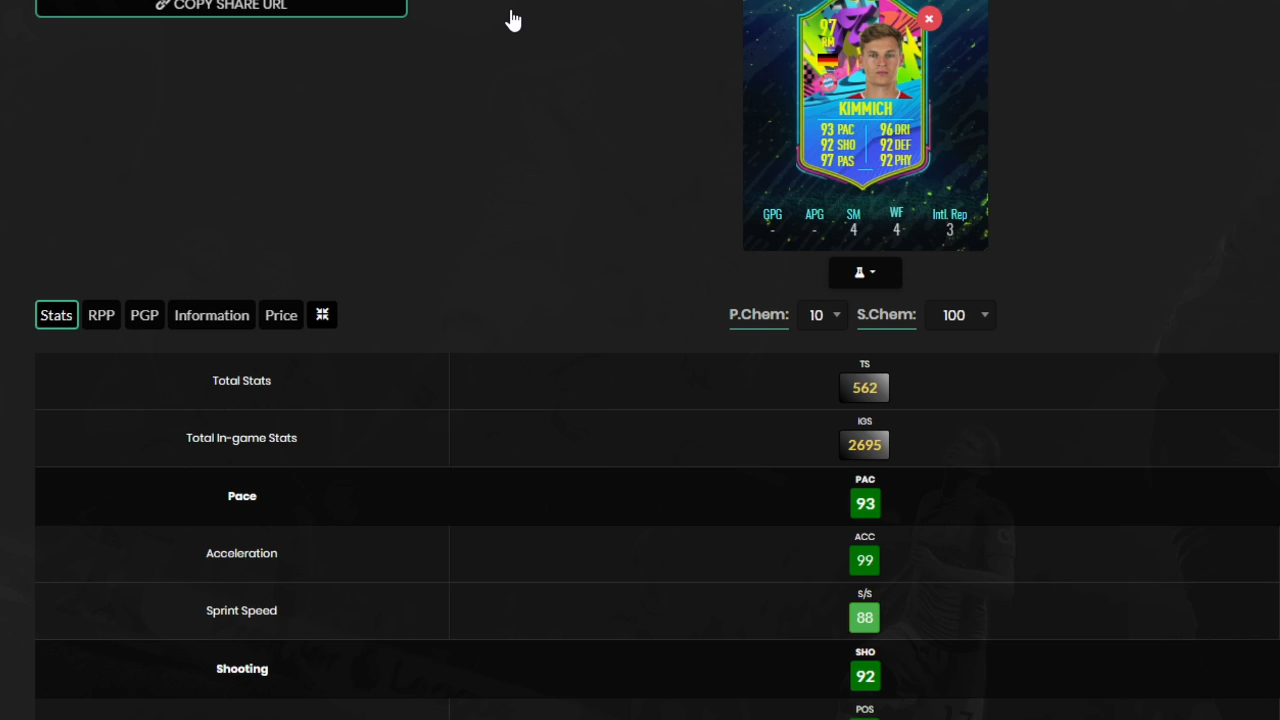 COPY SHARE URL
97
RM
KIMMICH
93 PAC 96 DRI
92 SHO 92 DEF
97 PAS 92 PHY
GPG APG SM WF Intl. Rep
- - 4 4 3
Stats RPP PGP Information Price
P.Chem: 10 S.Chem: 100
TS
Total Stats 562
IGS
Total In-game Stats 2695
PAC
Pace 93
ACC
Acceleration 99
S/S
Sprint Speed 88
SHO
Shooting 92
POS